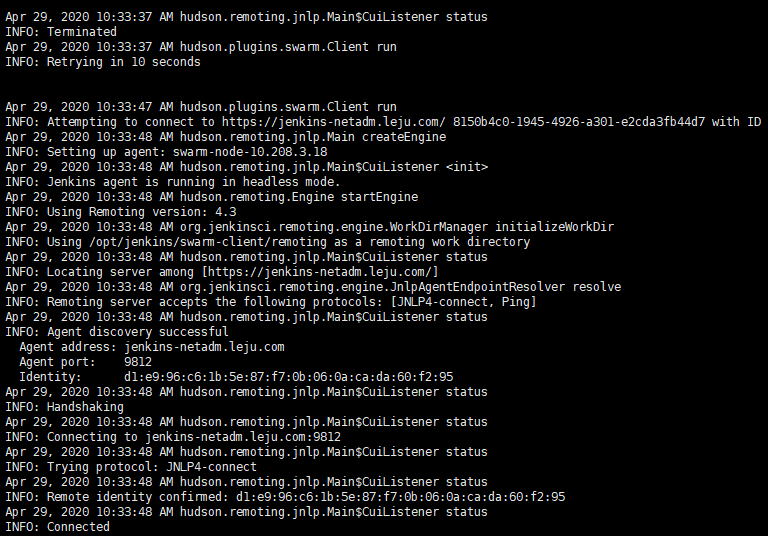 Apr 29, 2020 10:33:37 AM hudson.remoting.jnlp.Main$CuiListener status
INFO: Terminated
Apr 29, 2020 10:33:37 AM hudson.plugins.swarm.Client run
INFO: Retrying in 10 seconds
Apr 29, 2020 10:33:47 AM hudson.plugins.swarm.Client run
INFO: Attempting to connect to https://jenkins-netadm.leju.com/ 8150b4c0-1945-4926-a301-e2cda3fb44d7 with ID
Apr 29, 2020 10:33:48 AM hudson.remoting.jnlp.Main createEngine
INFO: Setting up agent: swarm-node-10.208.3.18
Apr 29, 2020 10:33:48 AM hudson.remoting.jnlp.Main$CuiListener <init>
INFO: Jenkins agent is running in headless mode.
Apr 29, 2020 10:33:48 AM hudson.remoting.Engine startEngine
INFO: Using Remoting version: 4.3
Apr 29, 2020 10:33:48 AM org.jenkinsci.remoting.engine.WorkDirManager initializeWorkDir
INFO: Using /opt/jenkins/swarm-client/remoting as a remoting work directory
Apr 29, 2020 10:33:48 AM hudson.remoting.jnlp.Main$CuiListener status
INFO: Locating server among [https://jenkins-netadm.leju.com/]
Apr 29, 2020 10:33:48 AM org.jenkinsci.remoting.engine.JnlpAgentEndpointResolver resolve
INFO: Remoting server accepts the following protocols: [JNLP4-connect, Ping]
Apr 29, 2020 10:33:48 AM hudson.remoting.jnlp.Main$CuiListener status
INFO: Agent discovery successful
  Agent address: jenkins-netadm.leju.com
  Agent port:    9812
  Identity:      d1:e9:96:c6:1b:5e:87:f7:0b:06:0a:ca:da:60:f2:95
Apr 29, 2020 10:33:48 AM hudson.remoting.jnlp.Main$CuiListener status
INFO: Handshaking
Apr 29, 2020 10:33:48 AM hudson.remoting.jnlp.Main$CuiListener status
INFO: Connecting to jenkins-netadm.leju.com:9812
Apr 29, 2020 10:33:48 AM hudson.remoting.jnlp.Main$CuiListener status
INFO: Trying protocol: JNLP4-connect
Apr 29, 2020 10:33:48 AM hudson.remoting.jnlp.Main$CuiListener status
INFO: Remote identity confirmed: d1:e9:96:c6:1b:5e:87:f7:0b:06:0a:ca:da:60:f2:95
Apr 29, 2020 10:33:48 AM hudson.remoting.jnlp.Main$CuiListener status
INFO: Connected